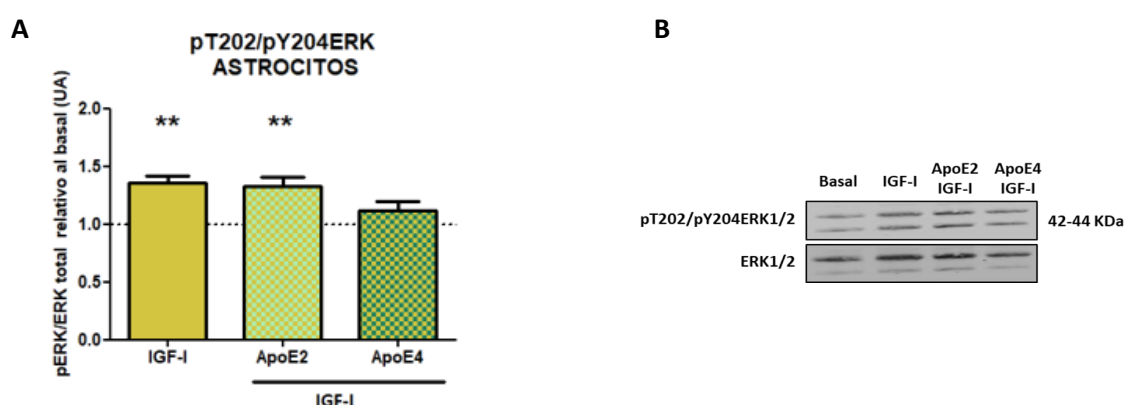 A
pT202/pY204ERK
ASTROCITOS
pERK/ERK total relativo al basal (UA)
2.0
1.5
1.0
0.5
0.0
**
**
IGF-I
ApoE2
ApoE4
IGF-I
B
Basal
IGF-I
ApoE2
IGF-I
ApoE4
IGF-I
pT202/pY204ERK1/2
42-44 KDa
ERK1/2